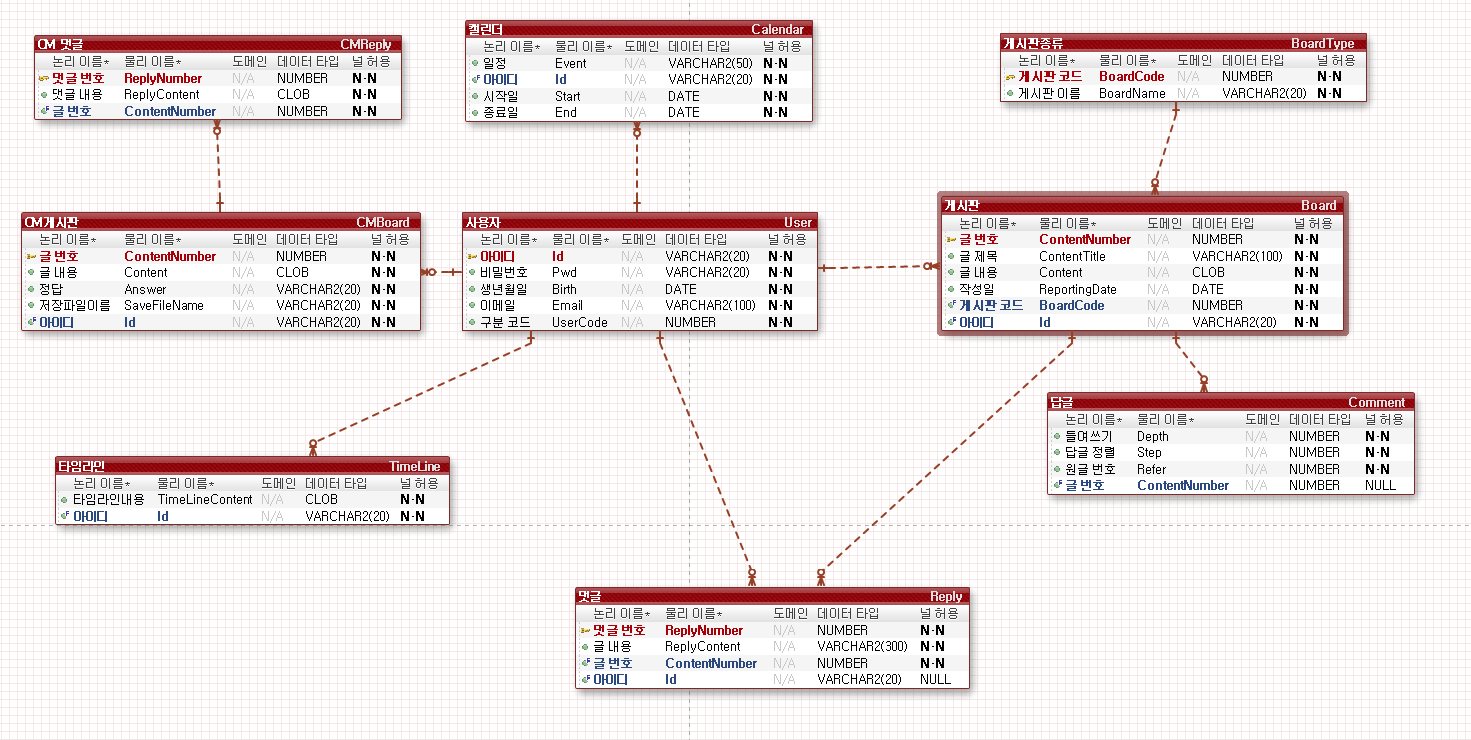 CM 댓글 CMReply
논리 이름* 물리 이름* 도메인 데이터 타입 널 허용
댓글 번호 ReplyNumber N/A NUMBER N-N
댓글 내용 ReplyContent N/A CLOB N-N
글 번호 ContentNumber N/A NUMBER N-N
캘린더 Calendar
논리 이름* 물리 이름* 도메인 데이터 타입 널 허용
일정 Event N/A VARCHAR2(50) N-N
아이디 Id N/A VARCHAR2(20) N-N
시작일 Start N/A DATE N-N
종료일 End N/A DATE N-N
게시판종류 BoardType
논리 이름* 물리 이름* 도메인 데이터 타입 널 허용
게시판 코드 BoardCode N/A NUMBER N-N
게시판 이름 BoardName N/A VARCHAR2(20) N-N
CM게시판 CMBoard
논리 이름* 물리 이름* 도메인 데이터 타입 널 허용
글 번호 ContentNumber N/A NUMBER N-N
글 내용 Content N/A CLOB N-N
정답 Answer N/A VARCHAR2(20) N-N
저장파일이름 SaveFileName N/A VARCHAR2(20) N-N
아이디 Id N/A VARCHAR2(20) N-N
사용자 User
논리 이름* 물리 이름* 도메인 데이터 타입 널 허용
아이디 Id N/A VARCHAR2(20) N-N
비밀번호 Pwd N/A VARCHAR2(20) N-N
생년월일 Birth N/A DATE N-N
이메일 Email N/A VARCHAR2(100) N-N
구분 코드 UserCode N/A NUMBER N-N
게시판 Board
논리 이름* 물리 이름* 도메인 데이터 타입 널 허용
글 번호 ContentNumber N/A NUMBER N-N
글 제목 ContentTitle N/A VARCHAR2(100) N-N
글 내용 Content N/A CLOB N-N
작성일 ReportingDate N/A DATE N-N
게시판 코드 BoardCode N/A NUMBER N-N
아이디 Id N/A VARCHAR2(20) N-N
답글 Comment
논리 이름* 물리 이름* 도메인 데이터 타입 널 허용
들여쓰기 Depth N/A NUMBER N-N
답글 정렬 Step N/A NUMBER N-N
원글 번호 Refer N/A NUMBER N-N
글 번호 ContentNumber N/A NUMBER NULL
타임라인 TimeLine
논리 이름* 물리 이름* 도메인 데이터 타입 널 허용
타임라인내용 TimeLineContent N/A CLOB N-N
아이디 Id N/A VARCHAR2(20) N-N
댓글 Reply
논리 이름* 물리 이름* 도메인 데이터 타입 널 허용
댓글 번호 ReplyNumber N/A NUMBER N-N
글 내용 ReplyContent N/A VARCHAR2(300) N-N
글 번호 ContentNumber N/A NUMBER N-N
아이디 Id N/A VARCHAR2(20) NULL